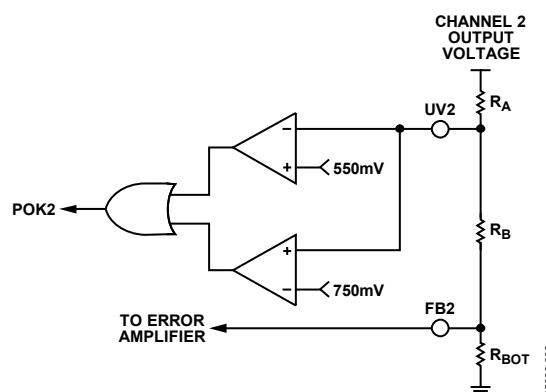 CHANNEL 2
OUTPUT
VOLTAGE
R_A
UV2
–
+
550mV
POK2
R_B
+
–
750mV
FB2
TO ERROR
AMPLIFIER
R_BOT